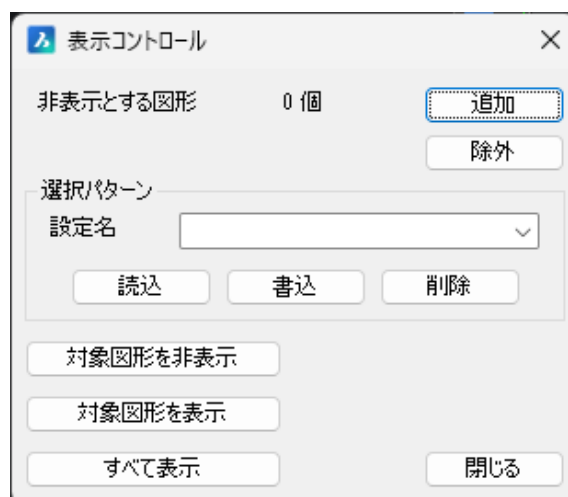 表示コントロール
非表示とする図形 0 個 追加
除外
選択パターン
設定名
読込 書込 削除
対象図形を非表示
対象図形を表示
すべて表示 閉じる